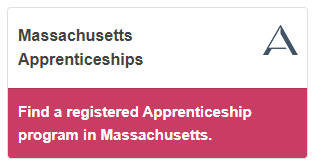 Massachusetts
Apprenticeships
Find a registered Apprenticeship
program in Massachusetts.